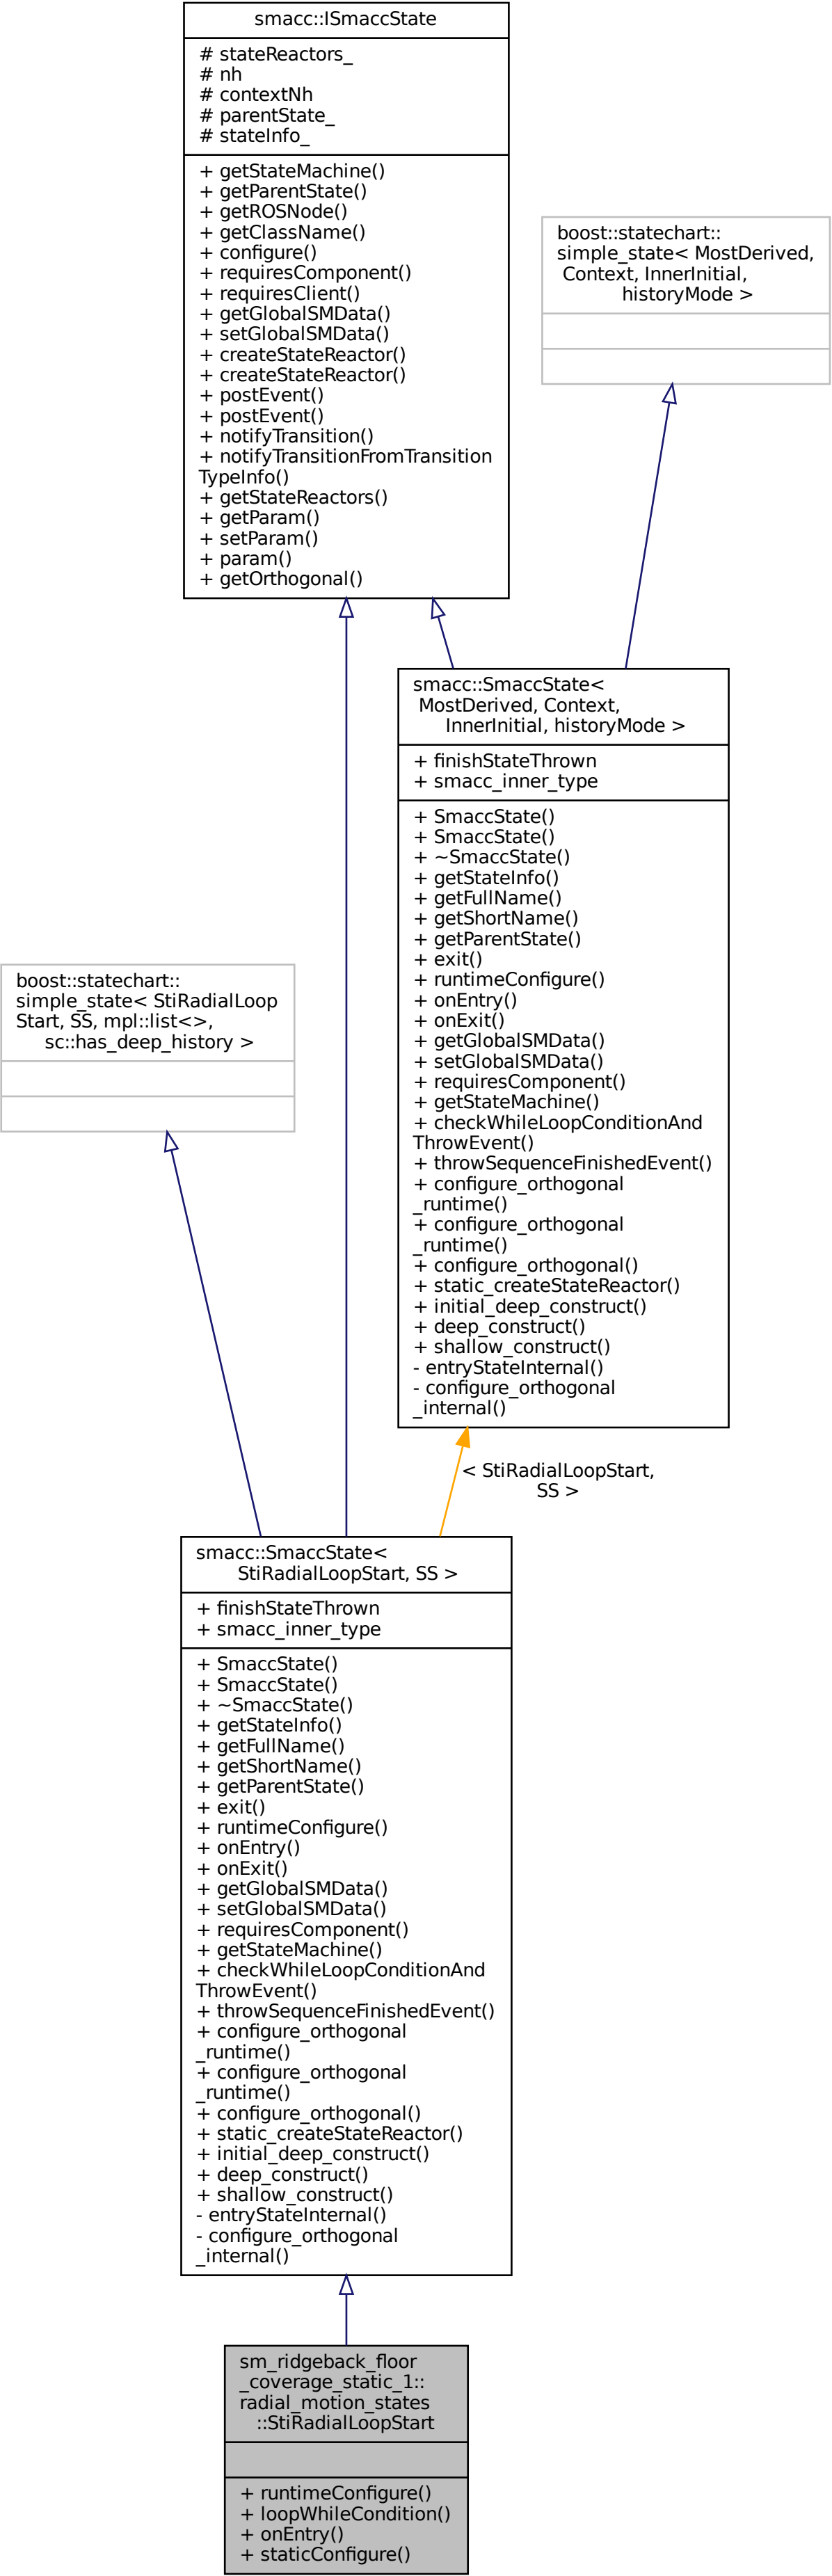 smacc::ISmaccState
# stateReactors_
# nh
# contextNh
# parentState_
# stateInfo_
+ getStateMachine()
+ getParentState()
+ getROSNode()
+ getClassName()
+ configure()
+ requiresComponent()
+ requiresClient()
+ getGlobalSMData()
+ setGlobalSMData()
+ createStateReactor()
+ createStateReactor()
+ postEvent()
+ postEvent()
+ notifyTransition()
+ notifyTransitionFromTransition
TypeInfo()
+ getStateReactors()
+ getParam()
+ setParam()
+ param()
+ getOrthogonal()
boost::statechart::
simple_state< MostDerived,
Context, InnerInitial,
historyMode >
smacc::SmaccState<
MostDerived, Context,
InnerInitial, historyMode >
+ finishStateThrown
+ smacc_inner_type
+ SmaccState()
+ SmaccState()
+ ~SmaccState()
+ getStateInfo()
+ getFullName()
+ getShortName()
+ getParentState()
+ exit()
+ runtimeConfigure()
+ onEntry()
+ onExit()
+ getGlobalSMData()
+ setGlobalSMData()
+ requiresComponent()
+ getStateMachine()
+ checkWhileLoopConditionAnd
ThrowEvent()
+ throwSequenceFinishedEvent()
+ configure_orthogonal
_runtime()
+ configure_orthogonal
_runtime()
+ configure_orthogonal()
+ static_createStateReactor()
+ initial_deep_construct()
+ deep_construct()
+ shallow_construct()
- entryStateInternal()
- configure_orthogonal
_internal()
boost::statechart::
simple_state< StiRadialLoop
Start, SS, mpl::list<>,
sc::has_deep_history >
< StiRadialLoopStart,
SS >
smacc::SmaccState<
StiRadialLoopStart, SS >
+ finishStateThrown
+ smacc_inner_type
+ SmaccState()
+ SmaccState()
+ ~SmaccState()
+ getStateInfo()
+ getFullName()
+ getShortName()
+ getParentState()
+ exit()
+ runtimeConfigure()
+ onEntry()
+ onExit()
+ getGlobalSMData()
+ setGlobalSMData()
+ requiresComponent()
+ getStateMachine()
+ checkWhileLoopConditionAnd
ThrowEvent()
+ throwSequenceFinishedEvent()
+ configure_orthogonal
_runtime()
+ configure_orthogonal
_runtime()
+ configure_orthogonal()
+ static_createStateReactor()
+ initial_deep_construct()
+ deep_construct()
+ shallow_construct()
- entryStateInternal()
- configure_orthogonal
_internal()
sm_ridgeback_floor
_coverage_static_1::
radial_motion_states
::StiRadialLoopStart
+ runtimeConfigure()
+ loopWhileCondition()
+ onEntry()
+ staticConfigure()